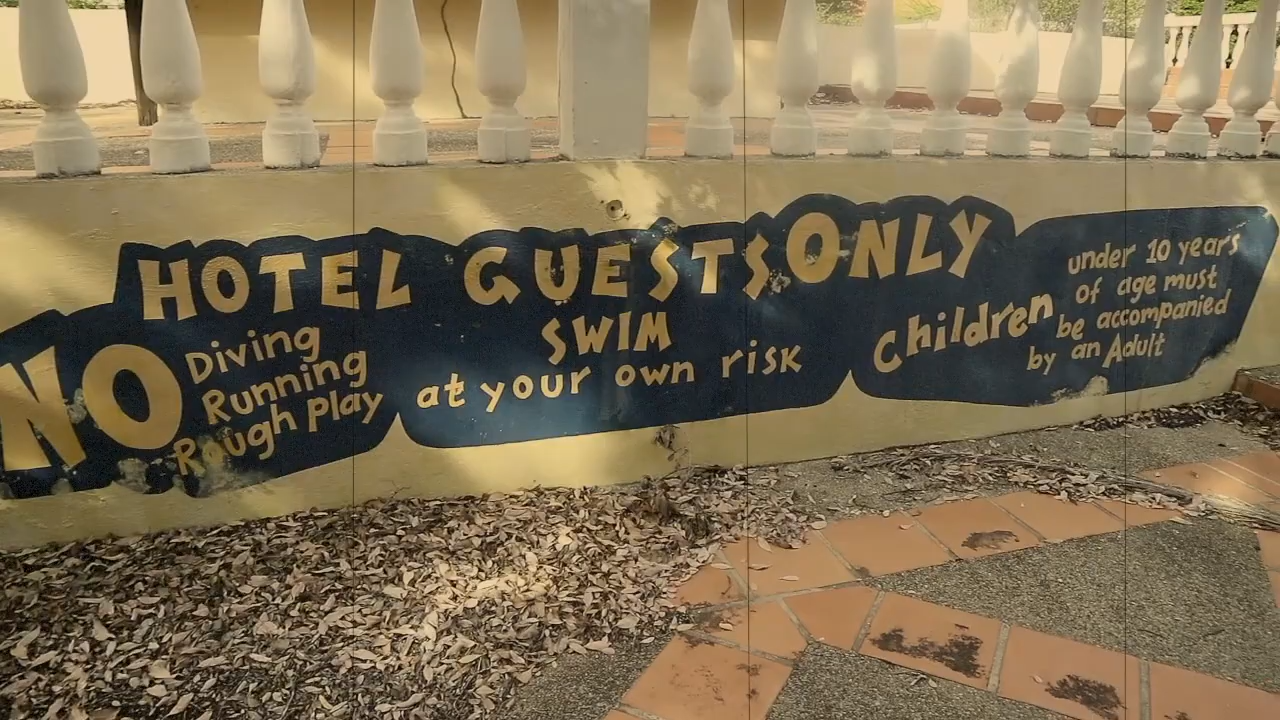 HOTEL GUESTS ONLY
NO
Diving
Running
Rough Play
SWIM
at your own risk
Children
under 10 years
of age must
be accompanied
by an Adult